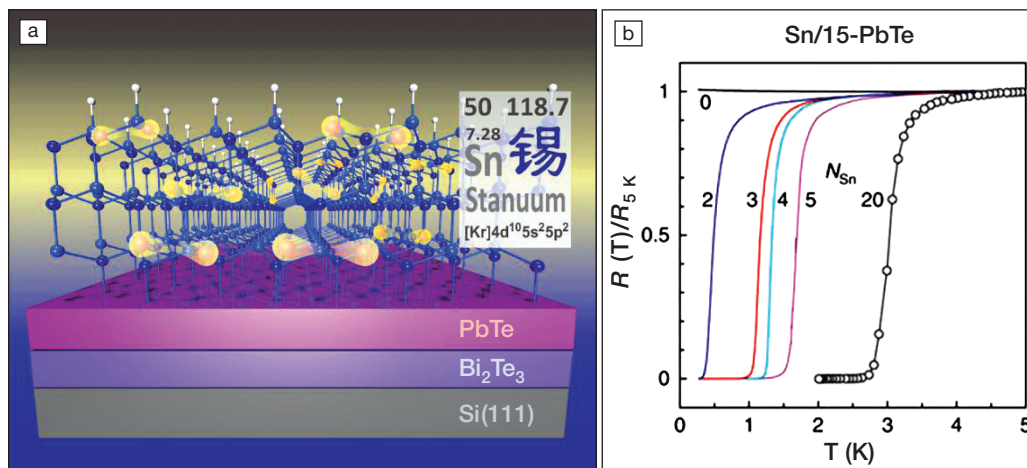 a
50 118.7
7.28
Sn 锡
Stanuum
[Kr]4d¹⁰5s²5p²
PbTe
Bi₂Te₃
Si(111)
b
Sn/15-PbTe
R (T)/R₅ K
1
0.5
0
0
2
3
4
5
N_Sn
20
0 1 2 3 4 5
T (K)